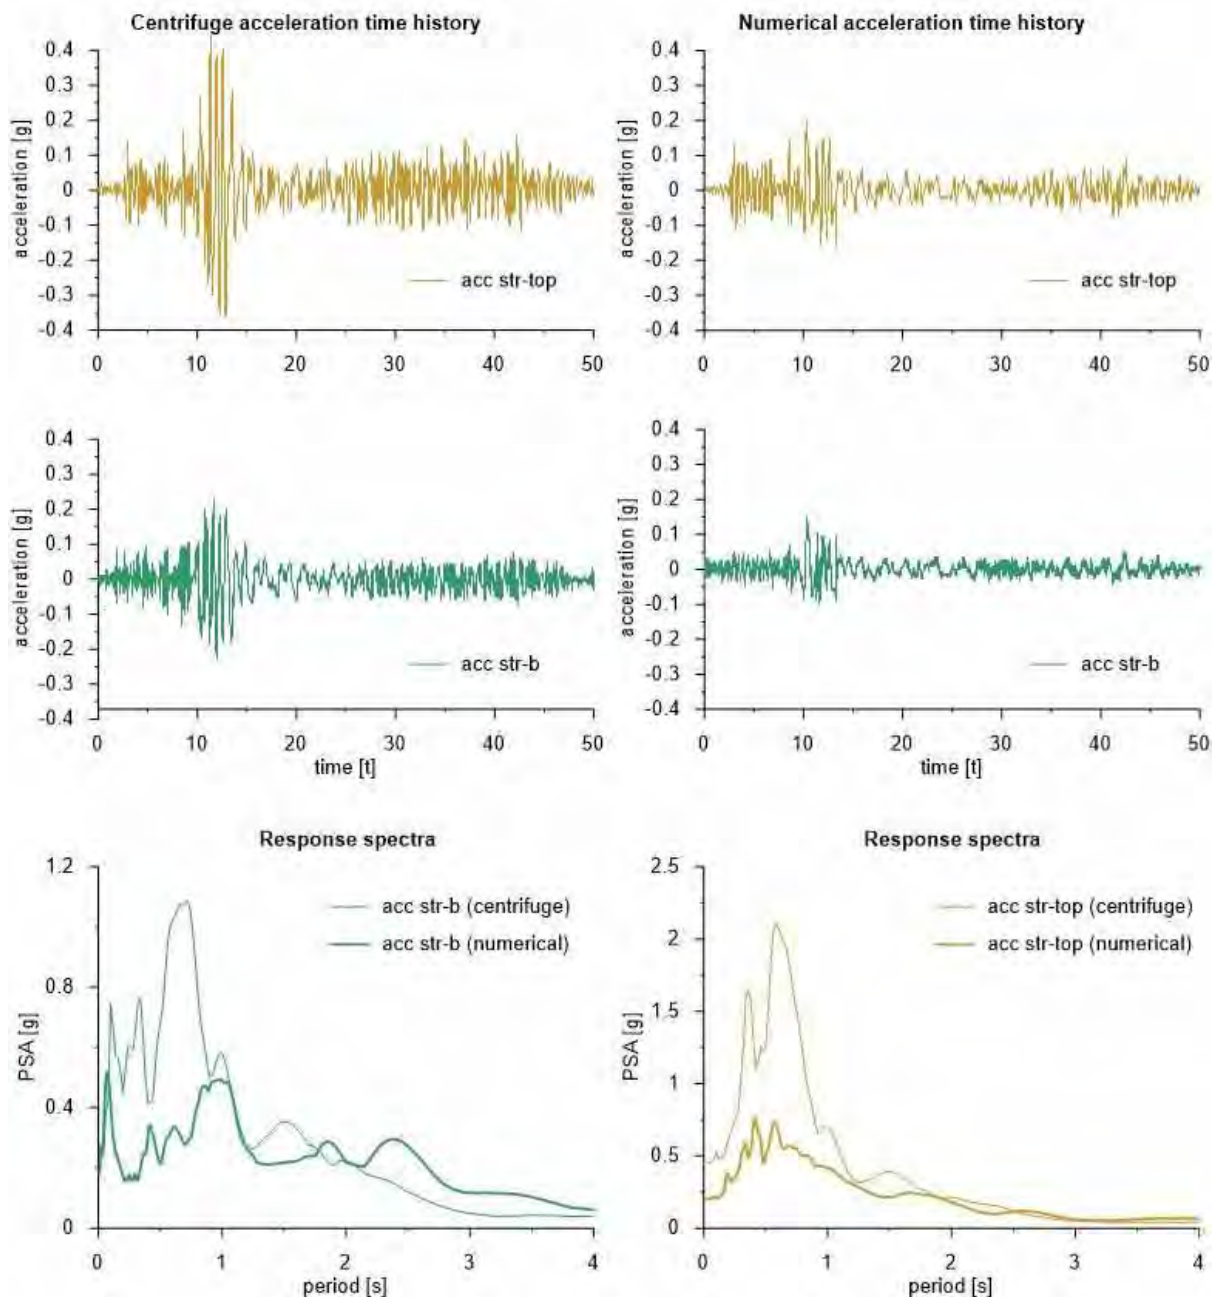 Centrifuge acceleration time history
0.4
0.3
0.2
0.1
0
-0.1
-0.2
-0.3
-0.4
acceleration [g]
acc str-top
0 10 20 30 40 50
Numerical acceleration time history
0.4
0.3
0.2
0.1
0
-0.1
-0.2
-0.3
-0.4
acceleration [g]
acc str-top
0 10 20 30 40 50
0.4
0.3
0.2
0.1
0
-0.1
-0.2
-0.3
-0.4
acceleration [g]
acc str-b
0 10 20 30 40 50
time [t]
0.4
0.3
0.2
0.1
0
-0.1
-0.2
-0.3
-0.4
acceleration [g]
acc str-b
0 10 20 30 40 50
time [t]
Response spectra
1.2
0.8
0.4
0
PSA [g]
acc str-b (centrifuge)
acc str-b (numerical)
0 1 2 3 4
period [s]
Response spectra
2.5
2
1.5
1
0.5
0
PSA [g]
acc str-top (centrifuge)
acc str-top (numerical)
0 1 2 3 4
period [s]